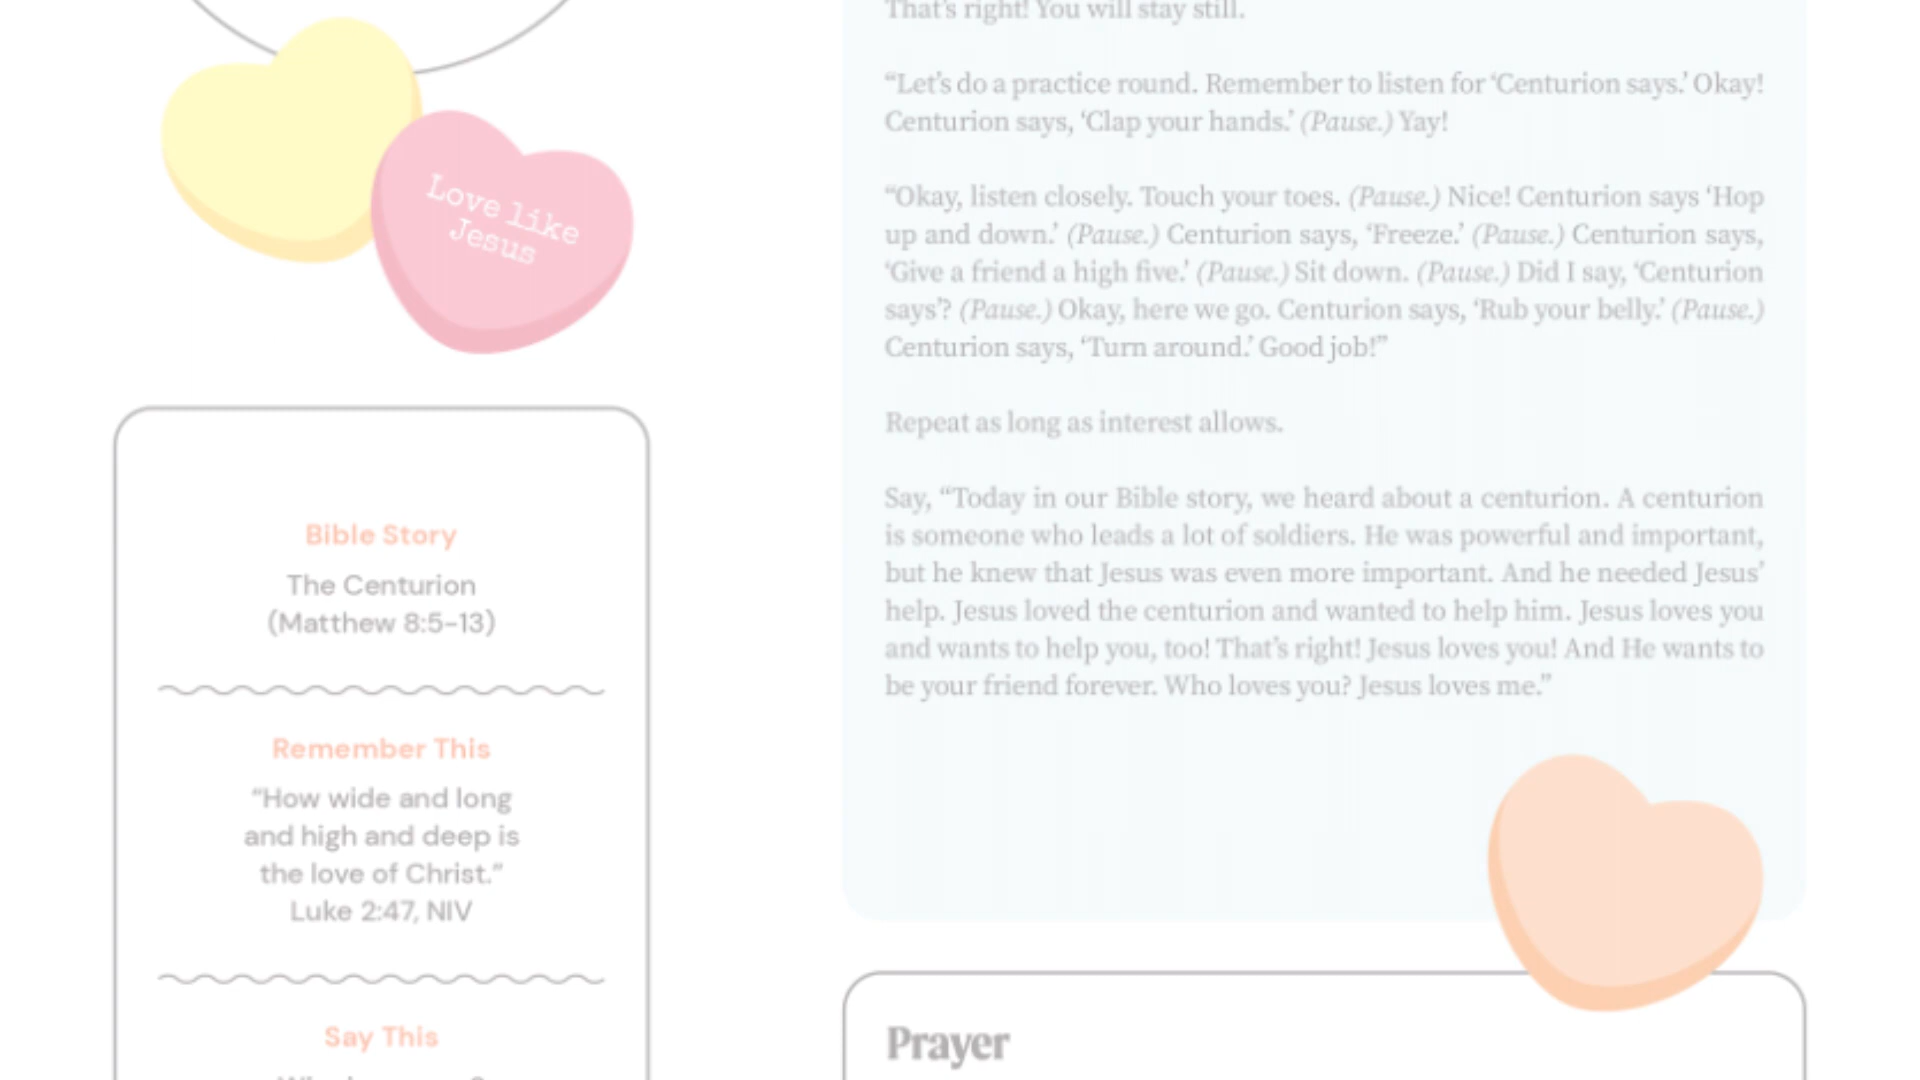 Love like
Jesus
Bible Story
The Centurion
(Matthew 8:5–13)
Remember This
“How wide and long
and high and deep is
the love of Christ.”
Luke 2:47, NIV
Say This
That’s right! You will stay still.
“Let’s do a practice round. Remember to listen for ‘Centurion says.’ Okay!
Centurion says, ‘Clap your hands.’ (Pause.) Yay!
“Okay, listen closely. Touch your toes. (Pause.) Nice! Centurion says ‘Hop
up and down.’ (Pause.) Centurion says, ‘Freeze.’ (Pause.) Centurion says,
‘Give a friend a high five.’ (Pause.) Sit down. (Pause.) Did I say, ‘Centurion
says’? (Pause.) Okay, here we go. Centurion says, ‘Rub your belly.’ (Pause.)
Centurion says, ‘Turn around.’ Good job!”
Repeat as long as interest allows.
Say, “Today in our Bible story, we heard about a centurion. A centurion
is someone who leads a lot of soldiers. He was powerful and important,
but he knew that Jesus was even more important. And he needed Jesus’
help. Jesus loved the centurion and wanted to help him. Jesus loves you
and wants to help you, too! That’s right! Jesus loves you! And He wants to
be your friend forever. Who loves you? Jesus loves me.”
Prayer